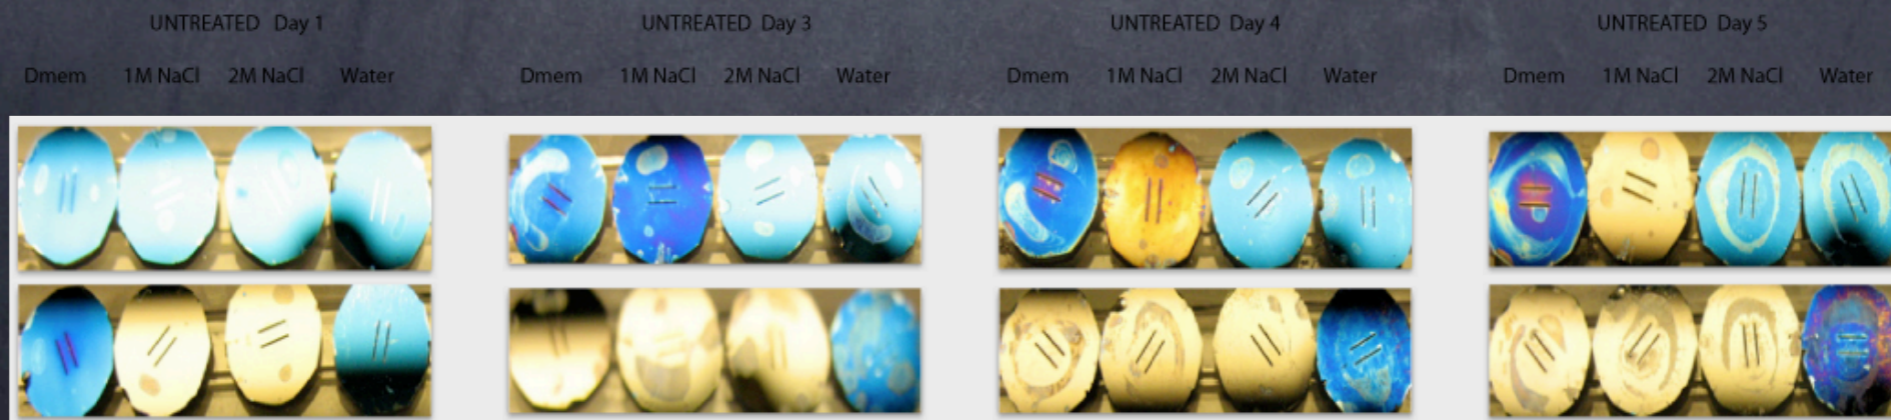 UNTREATED Day 1 UNTREATED Day 3 UNTREATED Day 4 UNTREATED Day 5
Dmem 1M NaCl 2M NaCl Water Dmem 1M NaCl 2M NaCl Water Dmem 1M NaCl 2M NaCl Water Dmem 1M NaCl 2M NaCl Water